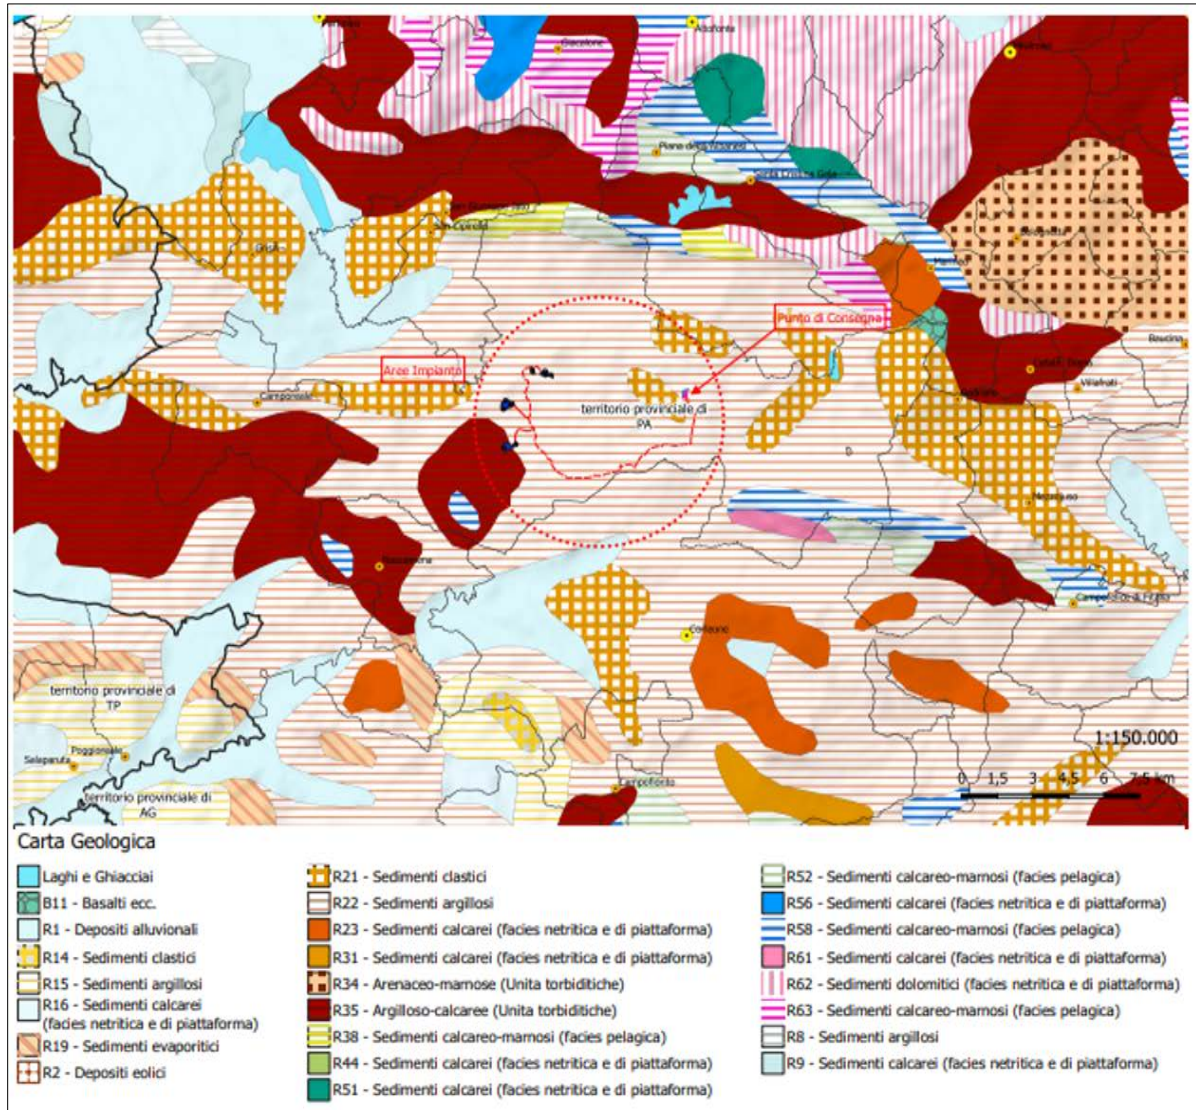 Giacalone
Altofonte
Piana degli Albanesi
Santa Cristina Gela
San Giuseppe Jato
San Cipirello
Grisì
Bolognetta
Marineo
Punto di Consegna
Baucina
Aree Impianto
Villafrati
Camporeale
territorio provinciale di
PA
Godrano
Mezzojuso
Roccamena
Campofelice di Fitalia
Corleone
territorio provinciale di
TP
1:150.000
Poggioreale
Salaparuta
0 1,5 3 4,5 6 7,5 km
Campofiorito
territorio provinciale di
AG
Carta Geologica
Laghi e Ghiacciai
B11 - Basalti ecc.
R1 - Depositi alluvionali
R14 - Sedimenti clastici
R15 - Sedimenti argillosi
R16 - Sedimenti calcarei
(facies netritica e di piattaforma)
R19 - Sedimenti evaporitici
R2 - Depositi eolici
R21 - Sedimenti clastici
R22 - Sedimenti argillosi
R23 - Sedimenti calcarei (facies netritica e di piattaforma)
R31 - Sedimenti calcarei (facies netritica e di piattaforma)
R34 - Arenaceo-marnose (Unita torbiditiche)
R35 - Argilloso-calcaree (Unita torbiditiche)
R38 - Sedimenti calcareo-marnosi (facies pelagica)
R44 - Sedimenti calcarei (facies netritica e di piattaforma)
R51 - Sedimenti calcarei (facies netritica e di piattaforma)
R52 - Sedimenti calcareo-marnosi (facies pelagica)
R56 - Sedimenti calcarei (facies netritica e di piattaforma)
R58 - Sedimenti calcareo-marnosi (facies pelagica)
R61 - Sedimenti calcarei (facies netritica e di piattaforma)
R62 - Sedimenti dolomitici (facies netritica e di piattaforma)
R63 - Sedimenti calcareo-marnosi (facies pelagica)
R8 - Sedimenti argillosi
R9 - Sedimenti calcarei (facies netritica e di piattaforma)